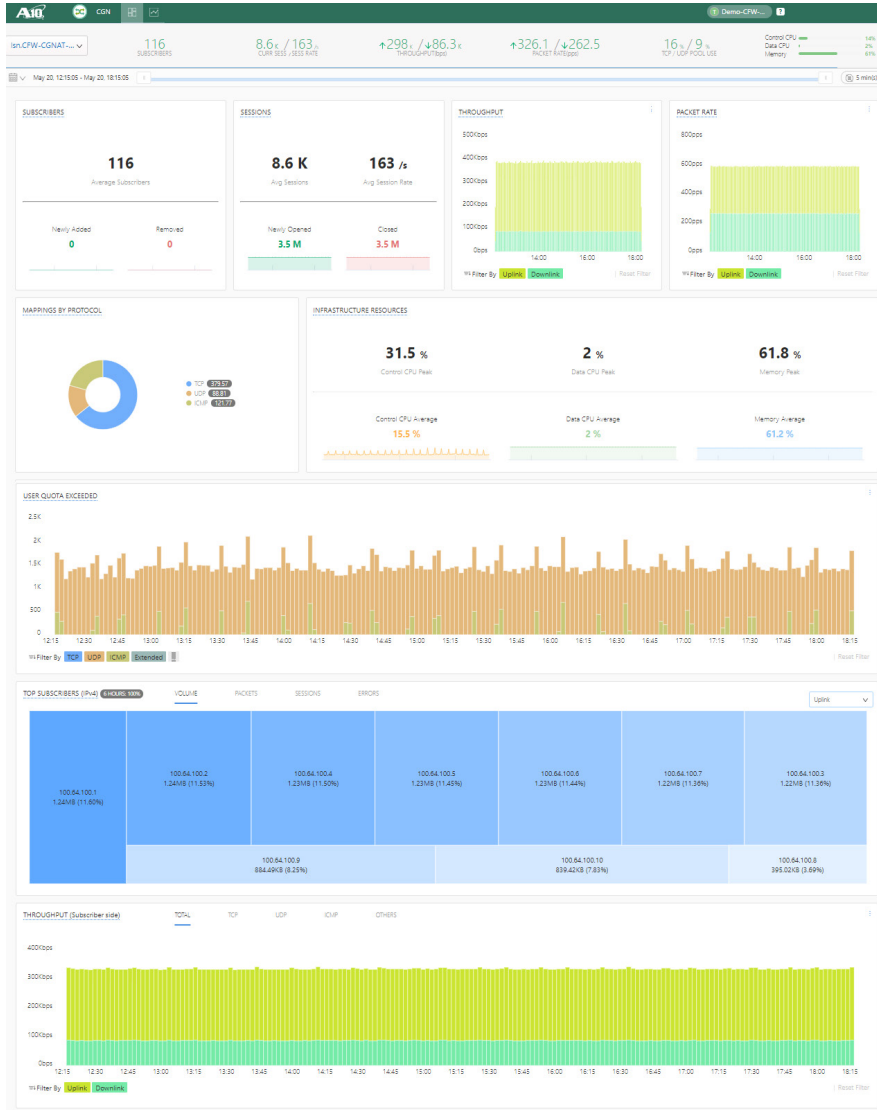 A10 CGN Demo-CFW-... ?
lsn.CFW-CGNAT-...
116
SUBSCRIBERS
8.6 K / 163 /s
CURR SESS / SESS RATE
↑298 K / ↓86.3 K
THROUGHPUT(bps)
↑326.1 / ↓262.5
PACKET RATE(pps)
16 % / 9 %
TCP / UDP POOL USE
Control CPU 14%
Data CPU 2%
Memory 61%
May 20, 12:15:05 - May 20, 18:15:05
5 min(s)
SUBSCRIBERS
116
Average Subscribers
Newly Added Removed
0 0
SESSIONS
8.6 K 163 /s
Avg Sessions Avg Session Rate
Newly Opened Closed
3.5 M 3.5 M
THROUGHPUT
500Kbps
400Kbps
300Kbps
200Kbps
100Kbps
0bps
14:00 16:00 18:00
Filter By Uplink Downlink Reset Filter
PACKET RATE
800pps
600pps
400pps
200pps
0pps
14:00 16:00 18:00
Filter By Uplink Downlink Reset Filter
MAPPINGS BY PROTOCOL
TCP 379.57
UDP 88.81
ICMP 121.77
INFRASTRUCTURE RESOURCES
31.5 % 2 % 61.8 %
Control CPU Peak Data CPU Peak Memory Peak
Control CPU Average Data CPU Average Memory Average
15.5 % 2 % 61.2 %
USER QUOTA EXCEEDED
2.5K
2K
1.5K
1K
500
0
12:15 12:30 12:45 13:00 13:15 13:30 13:45 14:00 14:15 14:30 14:45 15:00 15:15 15:30 15:45 16:00 16:15 16:30 16:45 17:00 17:15 17:30 17:45 18:00 18:15
Filter By TCP UDP ICMP Extended Reset Filter
TOP SUBSCRIBERS (IPv4) 6 HOURS, 100% VOLUME PACKETS SESSIONS ERRORS
Uplink
100.64.100.1
1.24MB (11.60%)
100.64.100.2
1.24MB (11.53%)
100.64.100.4
1.23MB (11.50%)
100.64.100.5
1.23MB (11.45%)
100.64.100.6
1.23MB (11.44%)
100.64.100.7
1.22MB (11.36%)
100.64.100.3
1.22MB (11.36%)
100.64.100.9
884.49KB (8.25%)
100.64.100.10
839.42KB (7.83%)
100.64.100.8
395.02KB (3.69%)
THROUGHPUT (Subscriber side) TOTAL TCP UDP ICMP OTHERS
400Kbps
300Kbps
200Kbps
100Kbps
0bps
12:15 12:30 12:45 13:00 13:15 13:30 13:45 14:00 14:15 14:30 14:45 15:00 15:15 15:30 15:45 16:00 16:15 16:30 16:45 17:00 17:15 17:30 17:45 18:00 18:15
Filter By Uplink Downlink Reset Filter